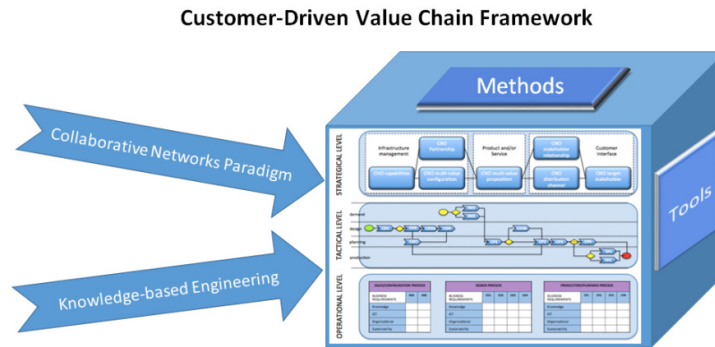 Customer-Driven Value Chain Framework
Methods
Tools
Collaborative Networks Paradigm
Knowledge-based Engineering
STRATEGICAL LEVEL
Infrastructure
management
Product and/or
Service
Customer
interface
CNO
Partnership
CNO stakeholder
relationship
CNO capabilities
CNO multi-value
configuration
CNO multi-value
proposition
CNO
distribution
channel
CNO target
stakeholder
TACTICAL LEVEL
demand
design
planning
production
OPERATIONAL LEVEL
SALES/CONFIGURATION PROCESS
BUSINESS
REQUIREMENTS
Knowledge
ICT
Organizational
Sustainability
DESIGN PROCESS
BUSINESS
REQUIREMENTS
Knowledge
ICT
Organizational
Sustainability
PRODUCTION/PLANNING PROCESS
BUSINESS
REQUIREMENTS
Knowledge
ICT
Organizational
Sustainability